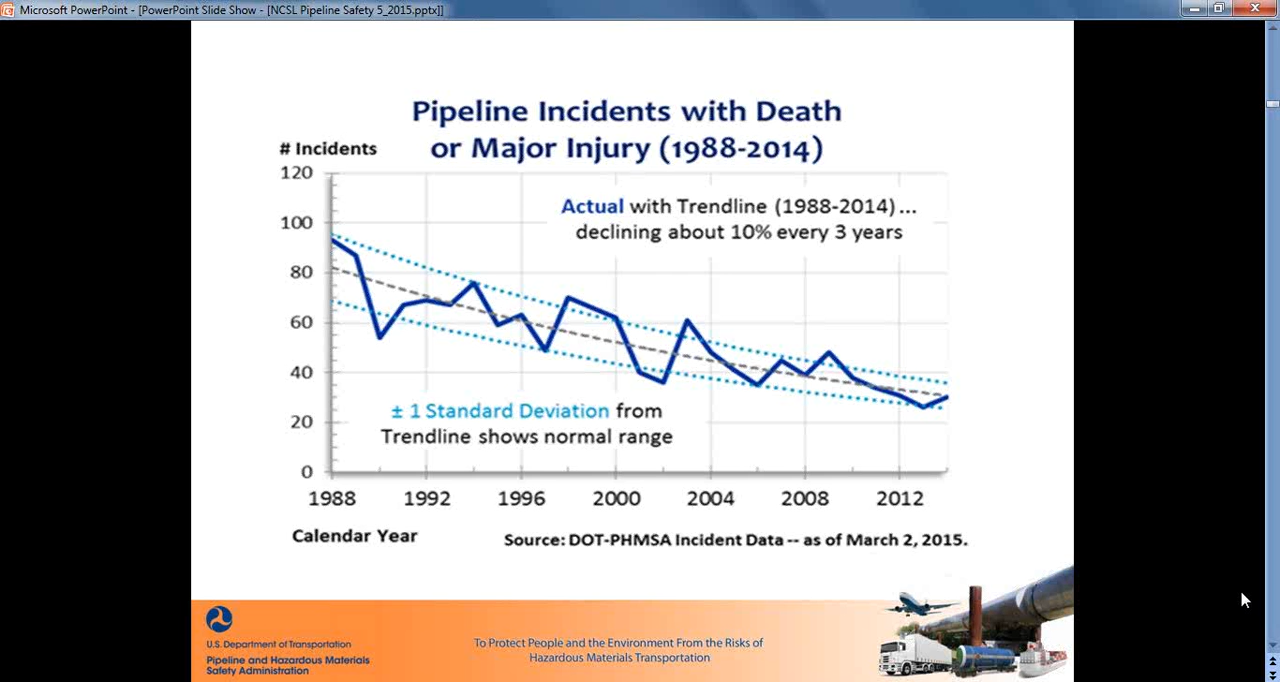 Microsoft PowerPoint - [PowerPoint Slide Show - [NCSL Pipeline Safety 5_2015.pptx]]
Pipeline Incidents with Death
or Major Injury (1988-2014)
# Incidents
120
100
80
60
40
20
0
Actual with Trendline (1988-2014) ...
declining about 10% every 3 years
± 1 Standard Deviation from
Trendline shows normal range
1988 1992 1996 2000 2004 2008 2012
Calendar Year
Source: DOT-PHMSA Incident Data -- as of March 2, 2015.
U.S. Department of Transportation
Pipeline and Hazardous Materials
Safety Administration
To Protect People and the Environment From the Risks of
Hazardous Materials Transportation